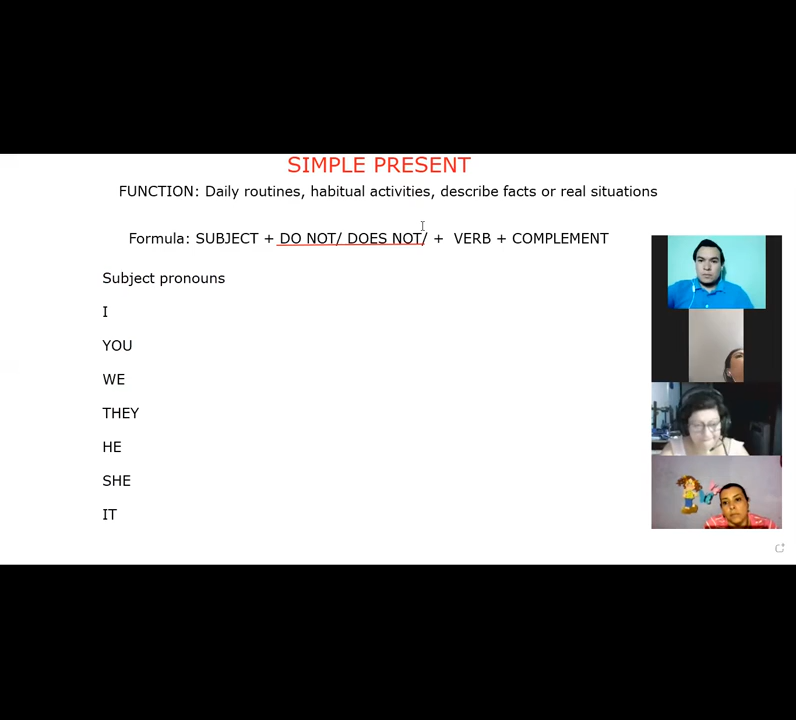 SIMPLE PRESENT
FUNCTION: Daily routines, habitual activities, describe facts or real situations
Formula: SUBJECT + DO NOT/ DOES NOT/ +  VERB + COMPLEMENT
Subject pronouns
I
YOU
WE
THEY
HE
SHE
IT